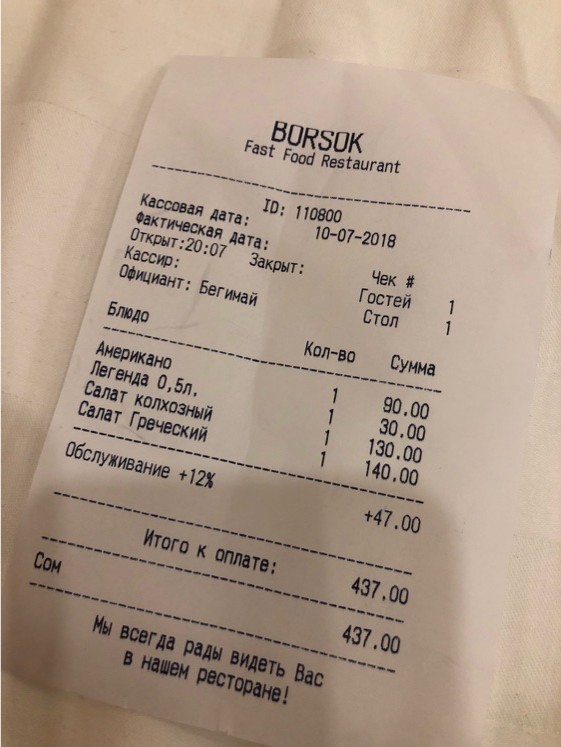 BORSOK
Fast Food Restaurant
ID: 110800
Кассовая дата:
Фактическая дата: 10-07-2018
Открыт:20:07 Закрыт:
Кассир: Чек #
Официант: Бегимай Гостей 1
Стол 1
Блюдо Кол-во Сумма
Американо 1 90.00
Легенда 0,5л. 1 30.00
Салат колхозный 1 130.00
Салат Греческий 1 140.00
Обслуживание +12% +47.00
Итого к оплате: 437.00
Сом 437.00
Мы всегда рады видеть Вас
в нашем ресторане!